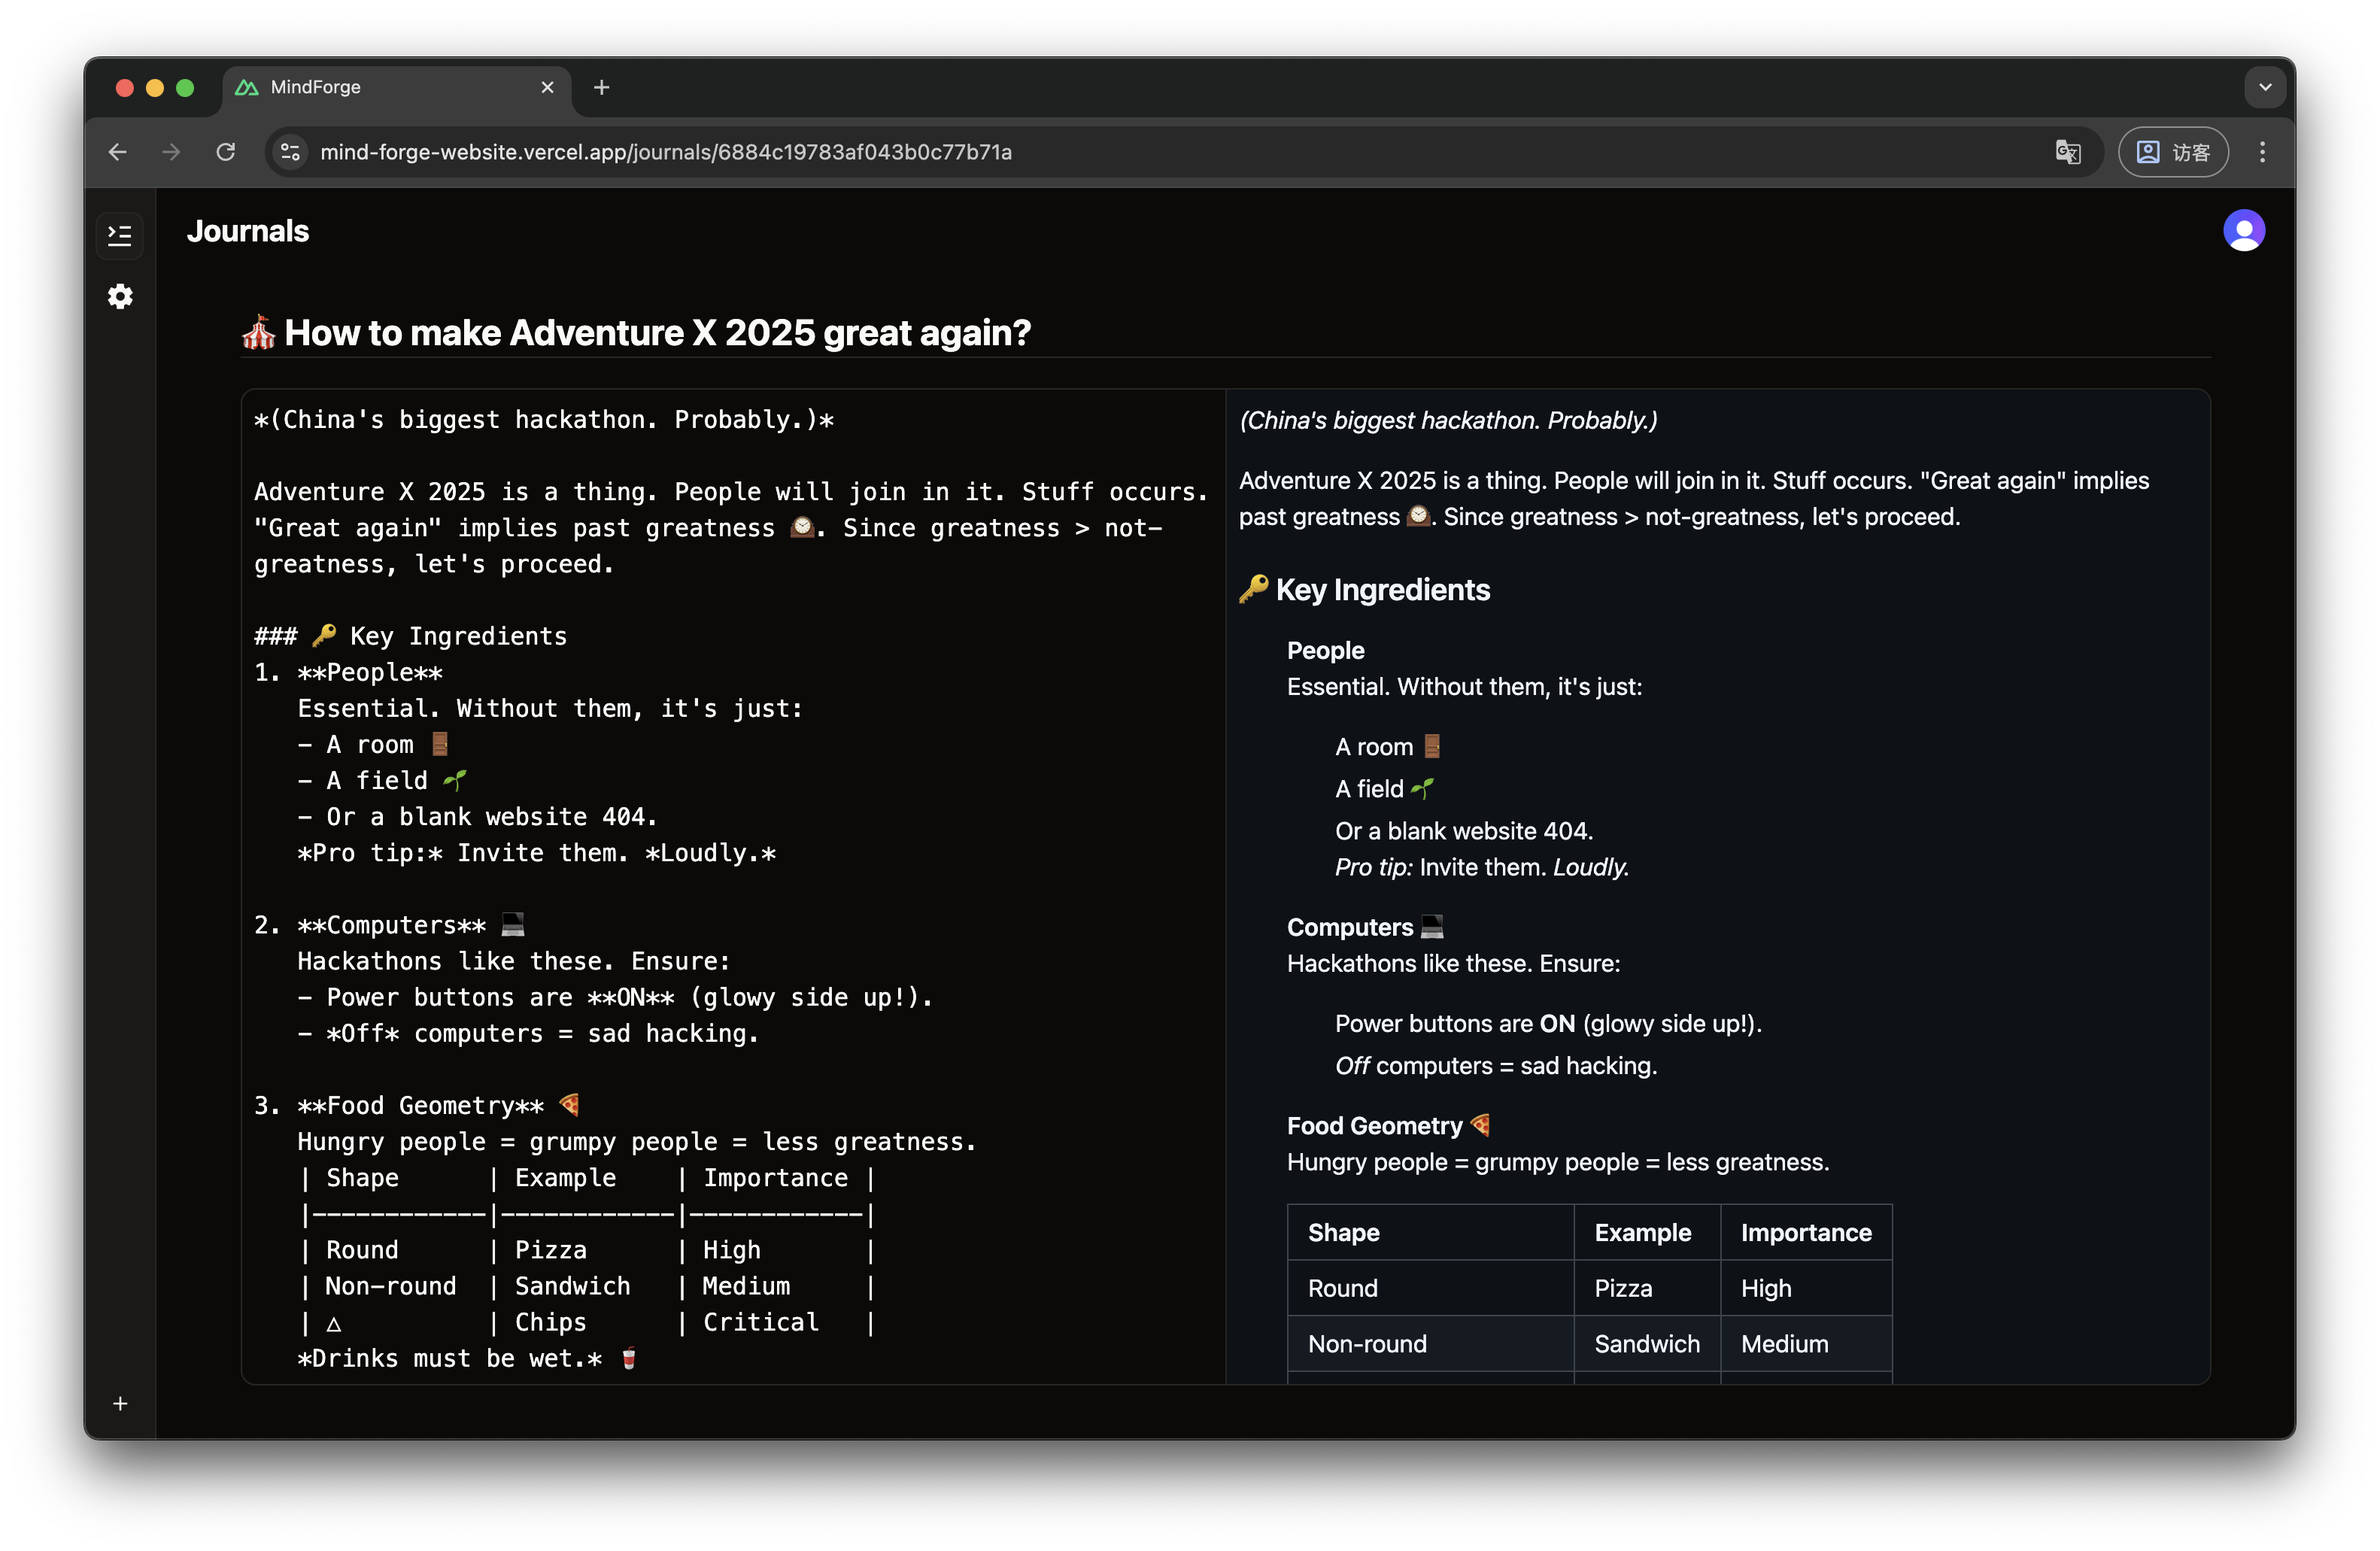 MindForge
mind-forge-website.vercel.app/journals/6884c19783af043b0c77b71a
访客
Journals
🎪 How to make Adventure X 2025 great again?
*(China's biggest hackathon. Probably.)*
Adventure X 2025 is a thing. People will join in it. Stuff occurs.
"Great again" implies past greatness 🕰️. Since greatness > not-
greatness, let's proceed.
### 🔑 Key Ingredients
1. **People**
Essential. Without them, it's just:
- A room 🚪
- A field 🌱
- Or a blank website 404.
*Pro tip:* Invite them. *Loudly.*
2. **Computers** 💻
Hackathons like these. Ensure:
- Power buttons are **ON** (glowy side up!).
- *Off* computers = sad hacking.
3. **Food Geometry** 🍕
Hungry people = grumpy people = less greatness.
| Shape | Example | Importance |
|------------|------------|------------|
| Round | Pizza | High |
| Non-round | Sandwich | Medium |
| △ | Chips | Critical |
*Drinks must be wet.* 🥤
(China's biggest hackathon. Probably.)
Adventure X 2025 is a thing. People will join in it. Stuff occurs. "Great again" implies
past greatness 🕰️. Since greatness > not-greatness, let's proceed.
🔑 Key Ingredients
People
Essential. Without them, it's just:
A room 🚪
A field 🌱
Or a blank website 404.
Pro tip: Invite them. Loudly.
Computers 💻
Hackathons like these. Ensure:
Power buttons are ON (glowy side up!).
Off computers = sad hacking.
Food Geometry 🍕
Hungry people = grumpy people = less greatness.
Shape Example Importance
Round Pizza High
Non-round Sandwich Medium